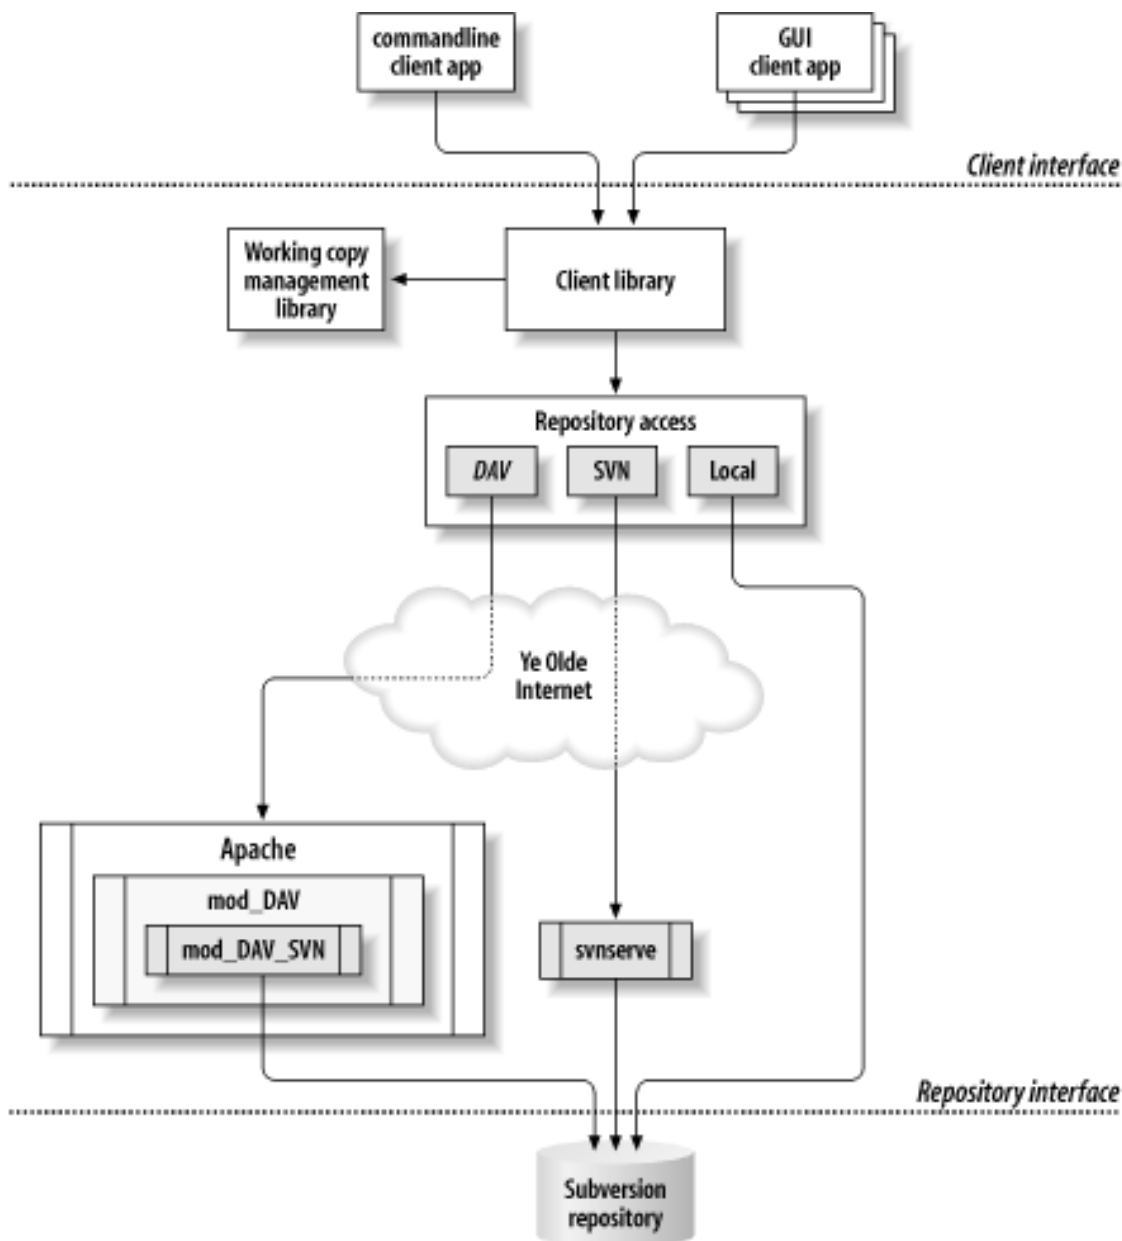 commandline
client app
GUI
client app
Client interface
Working copy
management
library
Client library
Repository access
DAV
SVN
Local
Ye Olde
Internet
Apache
mod_DAV
mod_DAV_SVN
svnserve
Repository interface
Subversion
repository